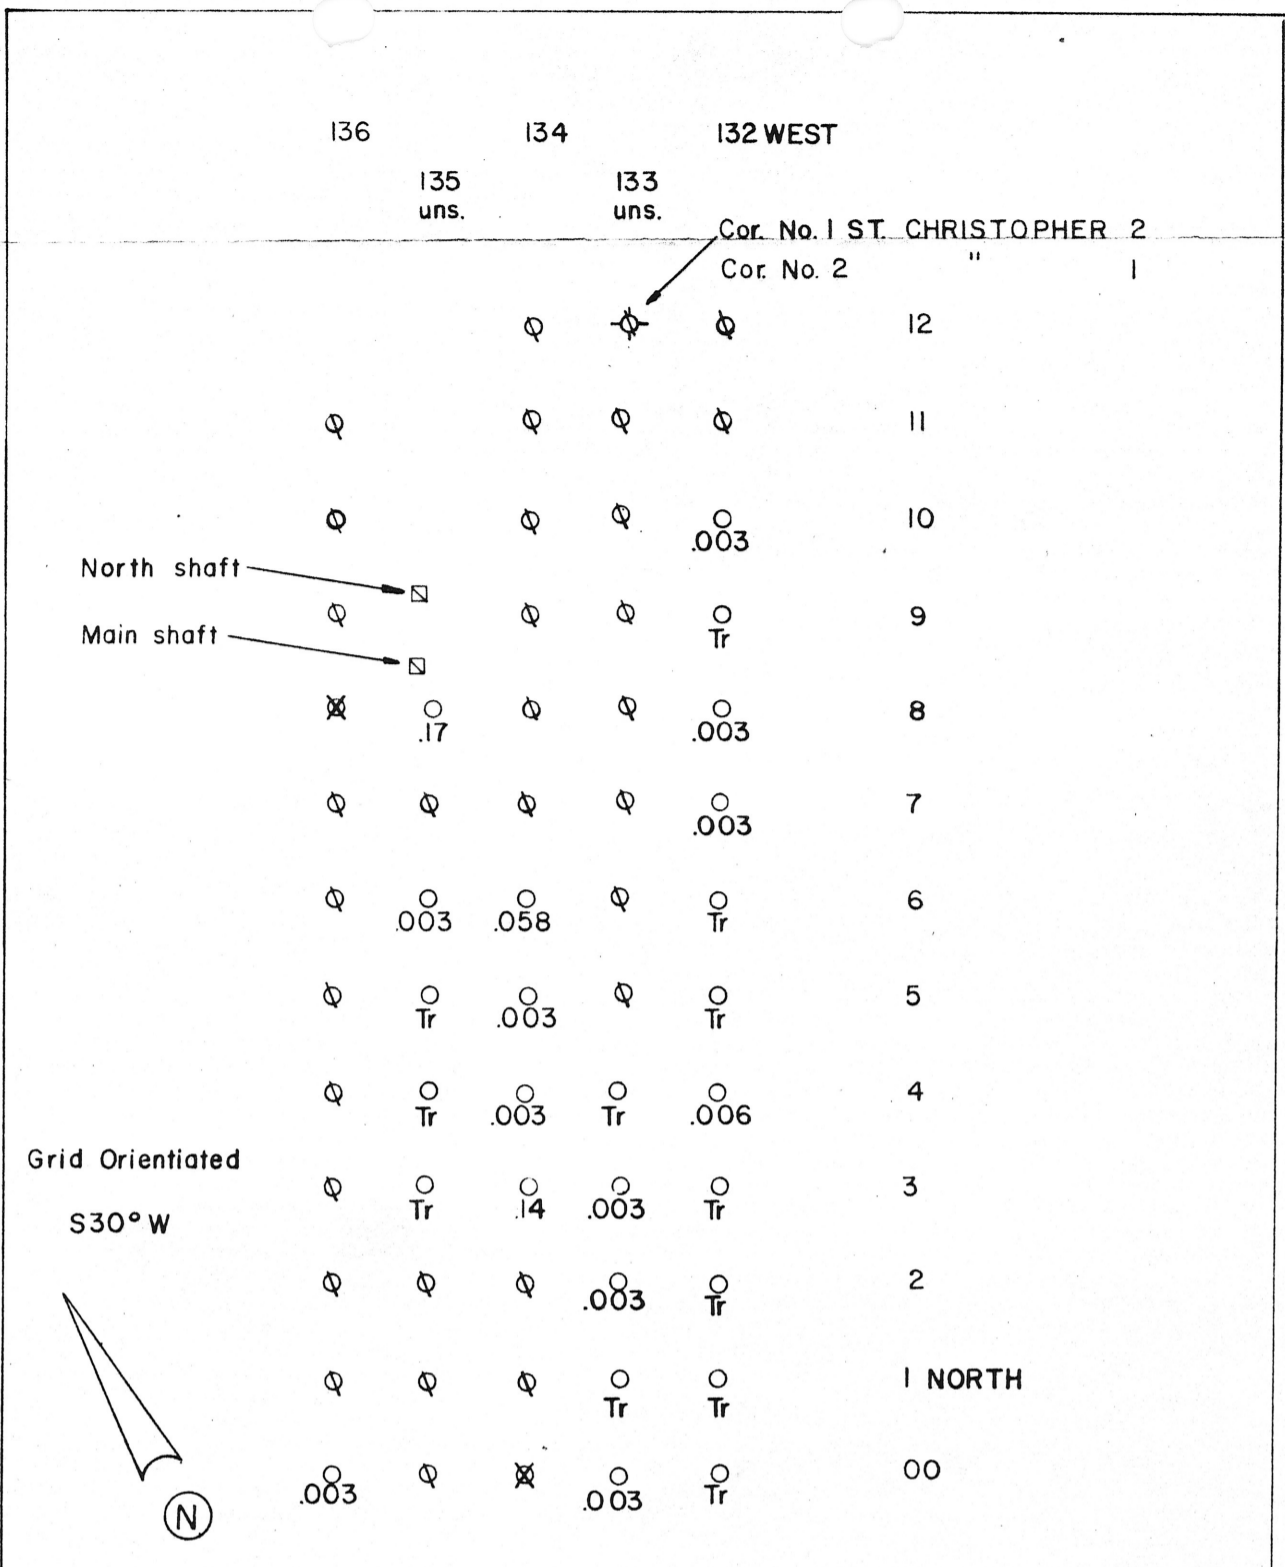 136 134 132 WEST
135 133
uns. uns.
Cor. No. 1 ST. CHRISTOPHER 2
Cor. No. 2 " 1
12
11
10
.003
North shaft
9
Tr
Main shaft
8
.17 .003
7
.003
6
.003 .058 Tr
5
Tr .003 Tr
4
Tr .003 Tr .006
Grid Orientiated
3
Tr .14 .003 Tr
S30° W
2
.003 Tr
1 NORTH
Tr Tr
00
.003 .003 Tr
N